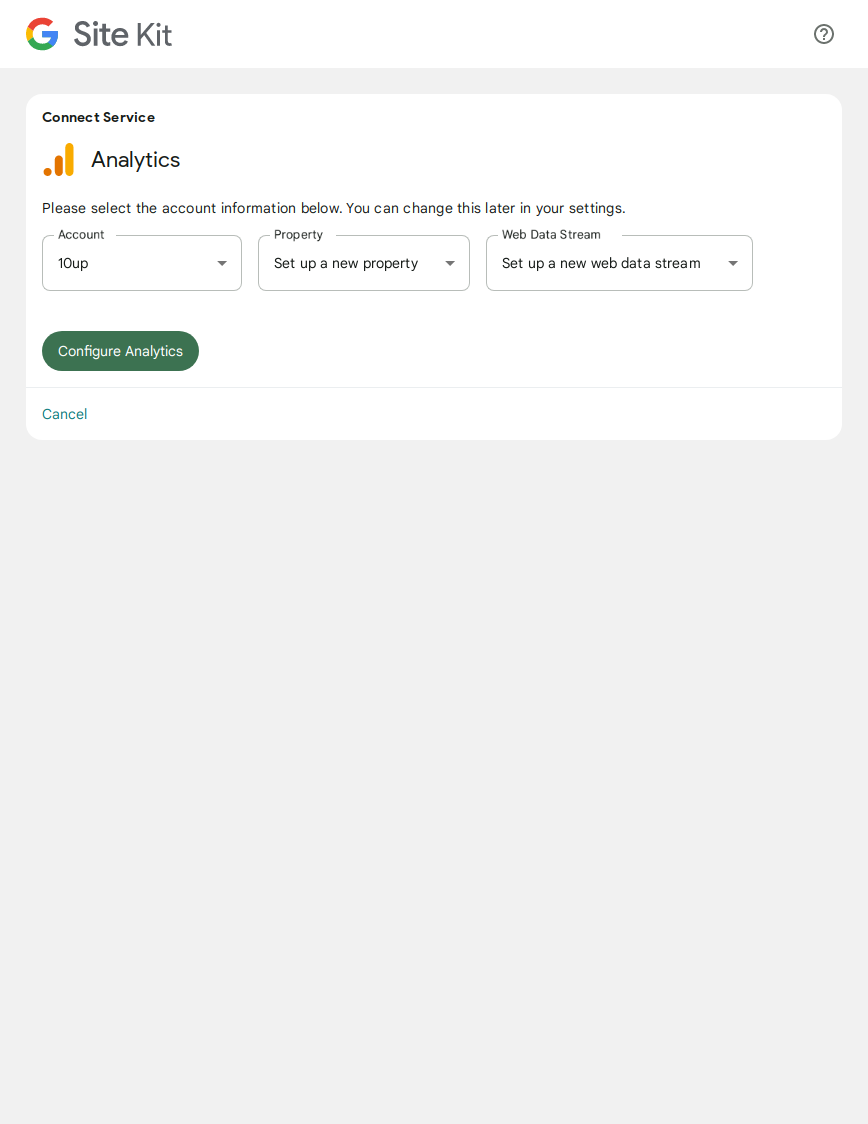 Site Kit
Connect Service
Analytics
Please select the account information below. You can change this later in your settings.
Account Property Web Data Stream
10up Set up a new property Set up a new web data stream
Configure Analytics
Cancel